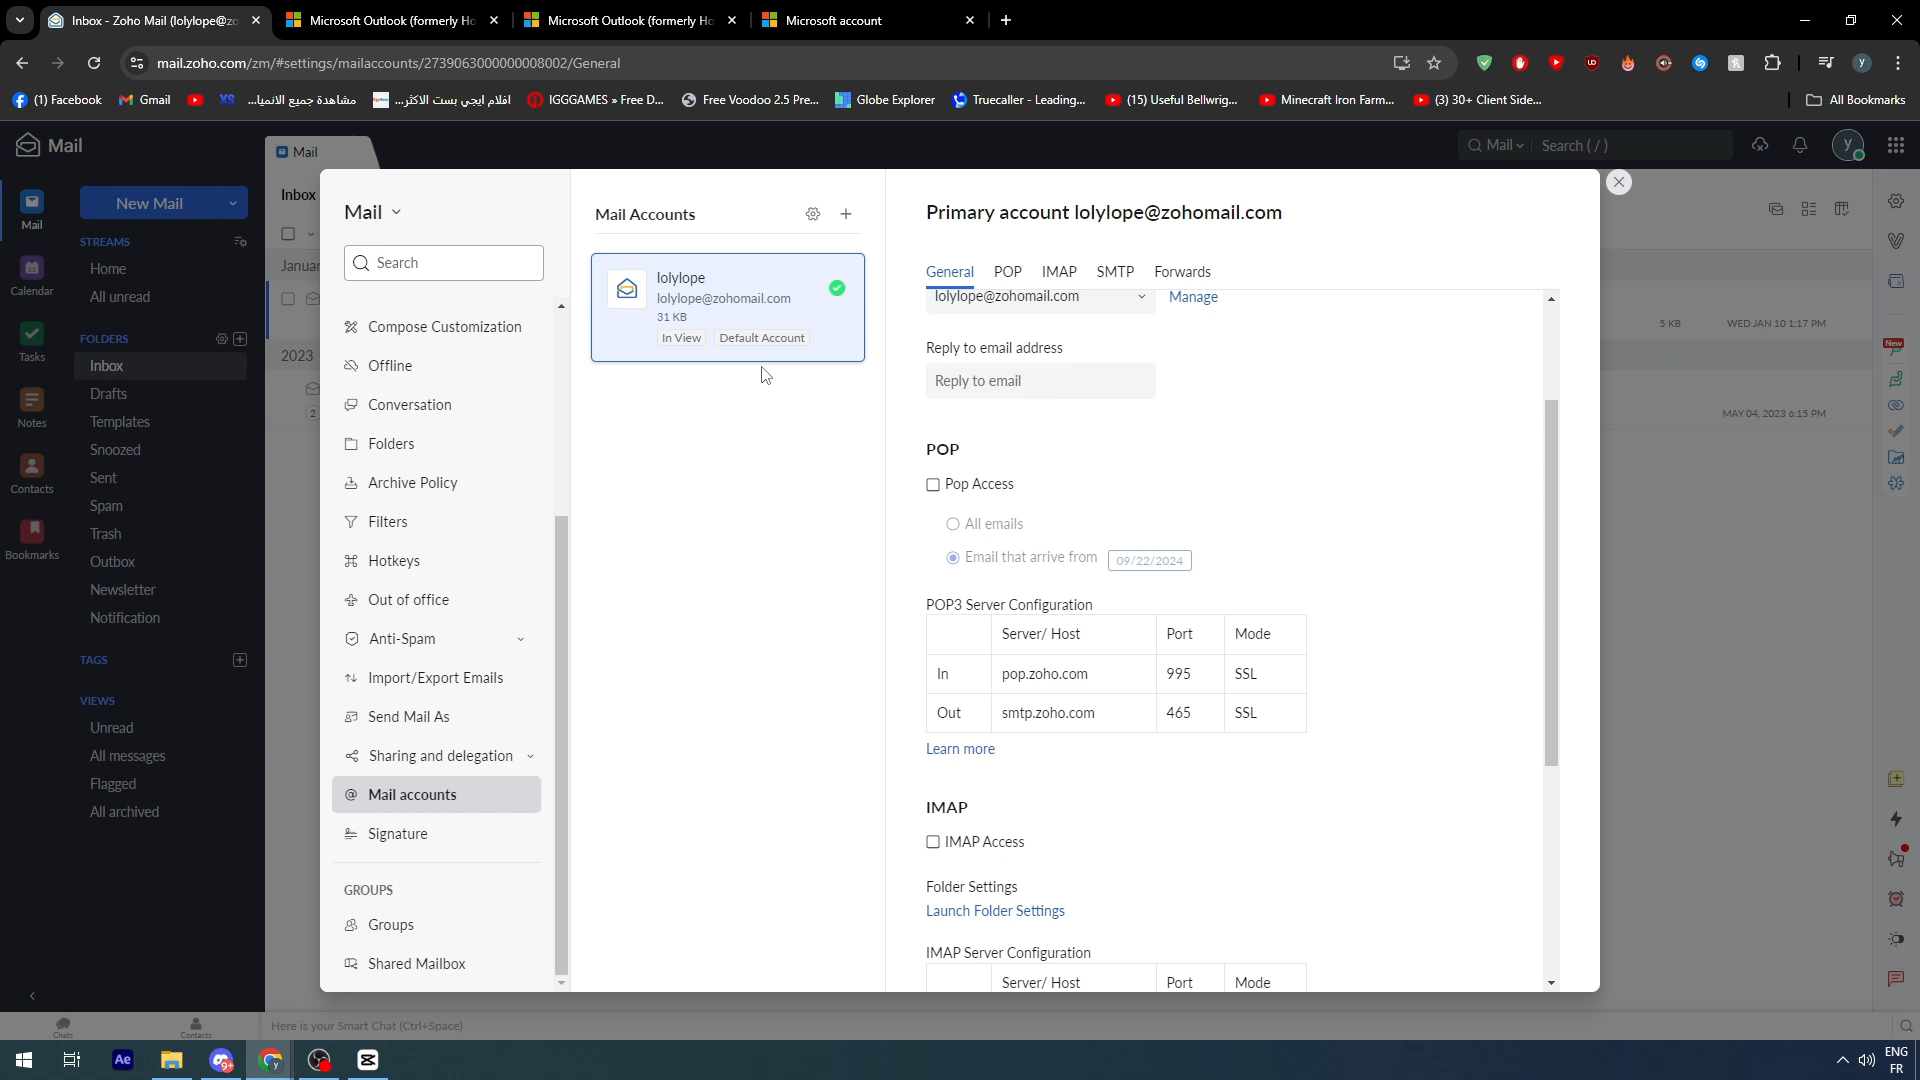 Inbox - Zoho Mail (lolylope@zo
Microsoft Outlook (formerly Ho
Microsoft Outlook (formerly Ho
Microsoft account
mail.zoho.com/zm/#settings/mailaccounts/2739063000000008002/General
(1) Facebook
Gmail
مشاهدة جميع الانميا...
افلام ايجي بست الاكثر...
IGGGAMES » Free D...
Free Voodoo 2.5 Pre...
Globe Explorer
Truecaller - Leading...
(15) Useful Bellwrig...
Minecraft Iron Farm...
(3) 30+ Client Side...
All Bookmarks
Mail
Mail
Mail
Search ( / )
y
Mail
Calendar
Tasks
Notes
Contacts
Bookmarks
New Mail
STREAMS
Home
All unread
FOLDERS
Inbox
Drafts
Templates
Snoozed
Sent
Spam
Trash
Outbox
Newsletter
Notification
TAGS
VIEWS
Unread
All messages
Flagged
All archived
Inbox
Januar
2023
2
Mail
Search
Compose Customization
Offline
Conversation
Folders
Archive Policy
Filters
Hotkeys
Out of office
Anti-Spam
Import/Export Emails
Send Mail As
Sharing and delegation
Mail accounts
Signature
GROUPS
Groups
Shared Mailbox
Mail Accounts
lolylope
lolylope@zohomail.com
31 KB
In View
Default Account
Primary account lolylope@zohomail.com
General POP IMAP SMTP Forwards
lolylope@zohomail.com
Manage
Reply to email address
Reply to email
POP
Pop Access
All emails
Email that arrive from 09/22/2024
POP3 Server Configuration
Server/ Host Port Mode
In pop.zoho.com 995 SSL
Out smtp.zoho.com 465 SSL
Learn more
IMAP
IMAP Access
Folder Settings
Launch Folder Settings
IMAP Server Configuration
Server/ Host Port Mode
5 KB WED JAN 10 1:17 PM
MAY 04, 2023 6:15 PM
New
Chats
Contacts
Here is your Smart Chat (Ctrl+Space)
Ae
9+
ENG
FR